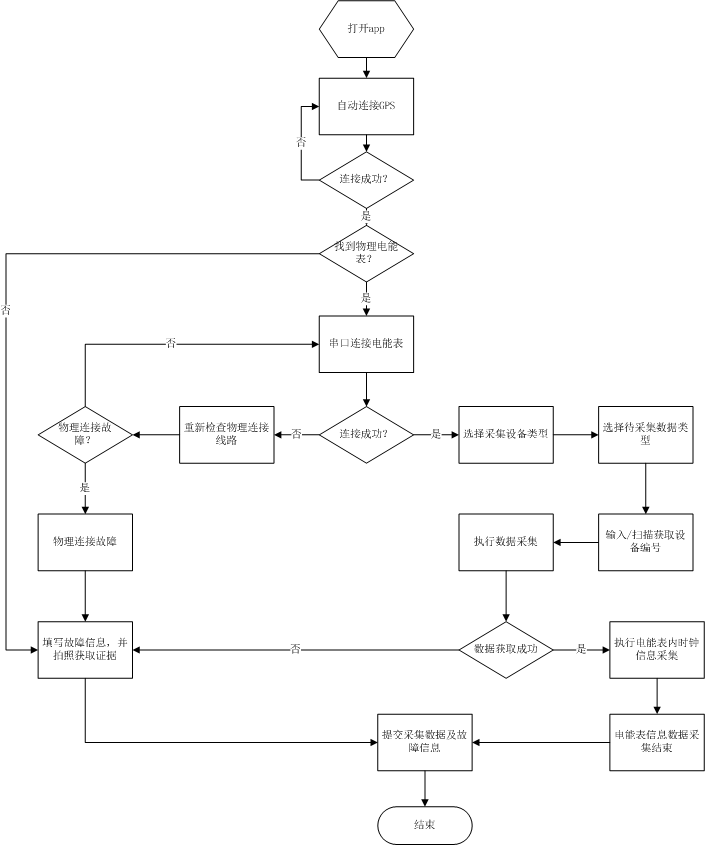 打开app
自动连接GPS
否
连接成功？
是
找到物理电能
表？
否
是
串口连接电能表
否
物理连接故
障？
重新检查物理连接
线路
否
连接成功？
是
选择采集设备类型
选择待采集数据类
型
是
物理连接故障
执行数据采集
输入/扫描获取设
备编号
填写故障信息，并
拍照获取证据
否
数据获取成功
是
执行电能表内时钟
信息采集
提交采集数据及故
障信息
电能表信息数据采
集结束
结束